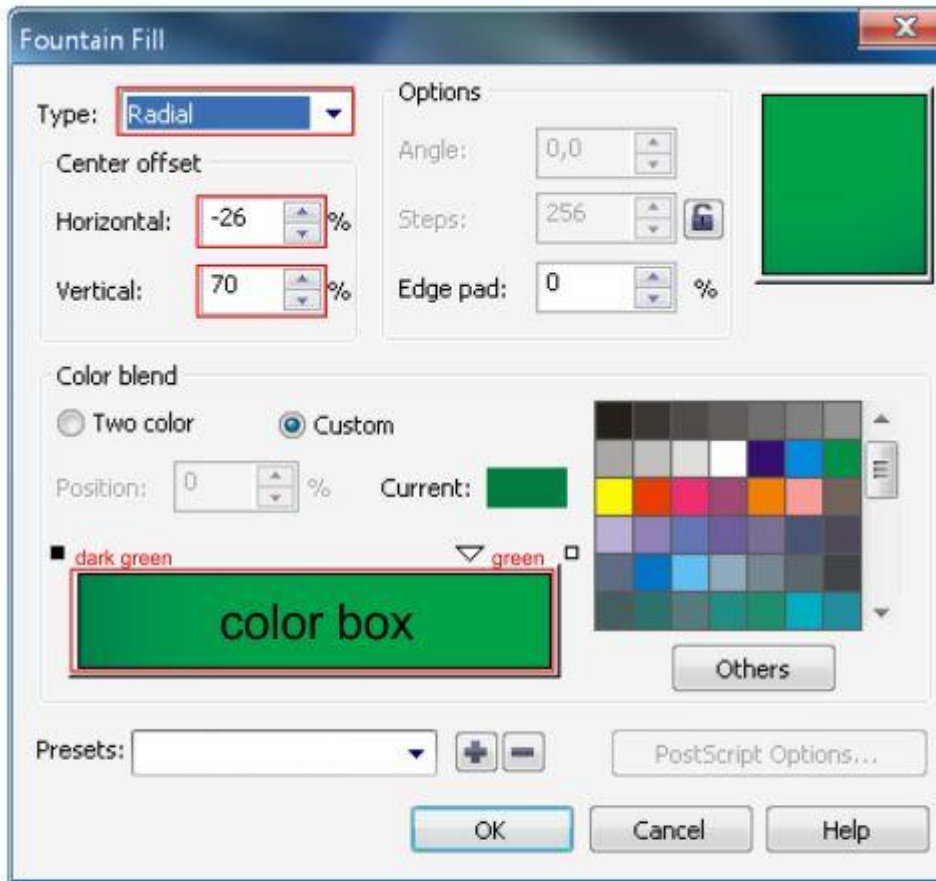 Fountain Fill
Type: Radial
Options
Center offset
Angle: 0,0
Horizontal: -26 %
Steps: 256
Vertical: 70 %
Edge pad: 0 %
Color blend
Two color
Custom
Position: 0 %
Current:
dark green
green
color box
Others
Presets:
PostScript Options...
OK
Cancel
Help